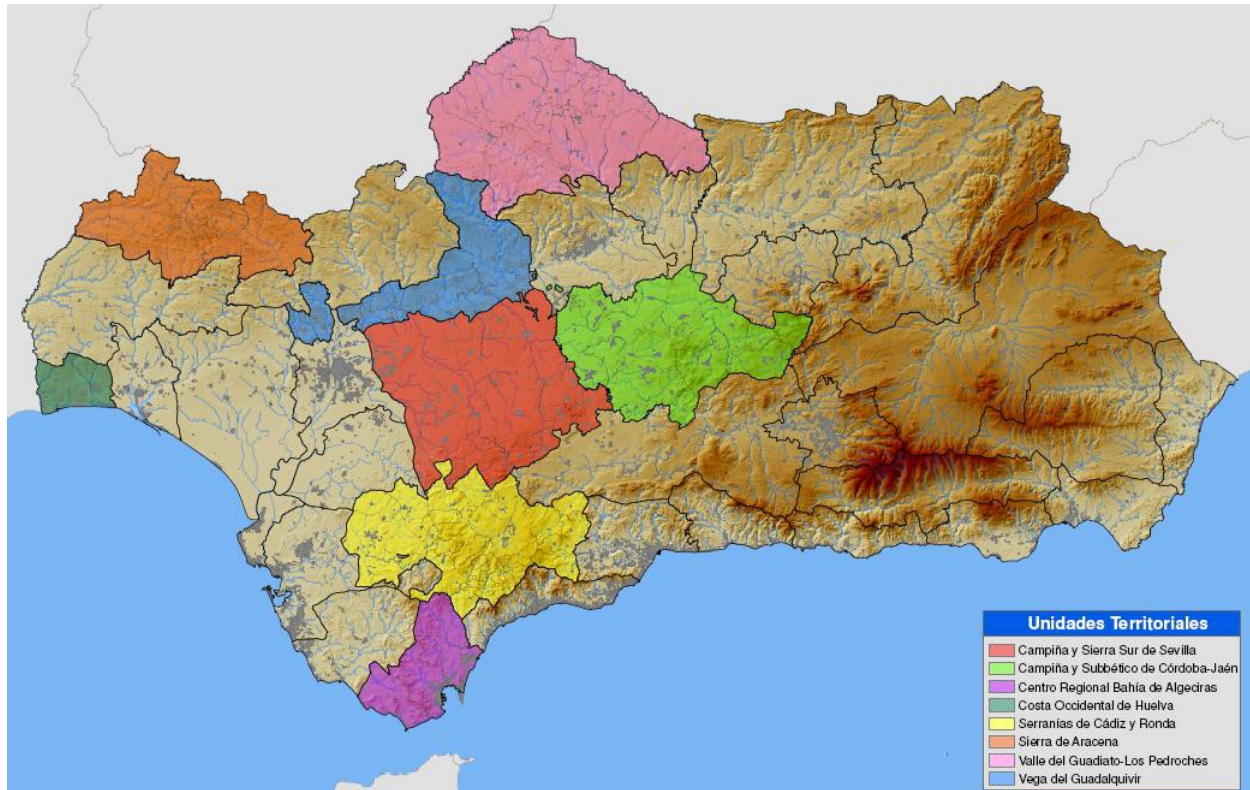 Unidades Territoriales
Campiña y Sierra Sur de Sevilla
Campiña y Subbético de Córdoba-Jaén
Centro Regional Bahía de Algeciras
Costa Occidental de Huelva
Serranías de Cádiz y Ronda
Sierra de Aracena
Valle del Guadiato-Los Pedroches
Vega del Guadalquivir